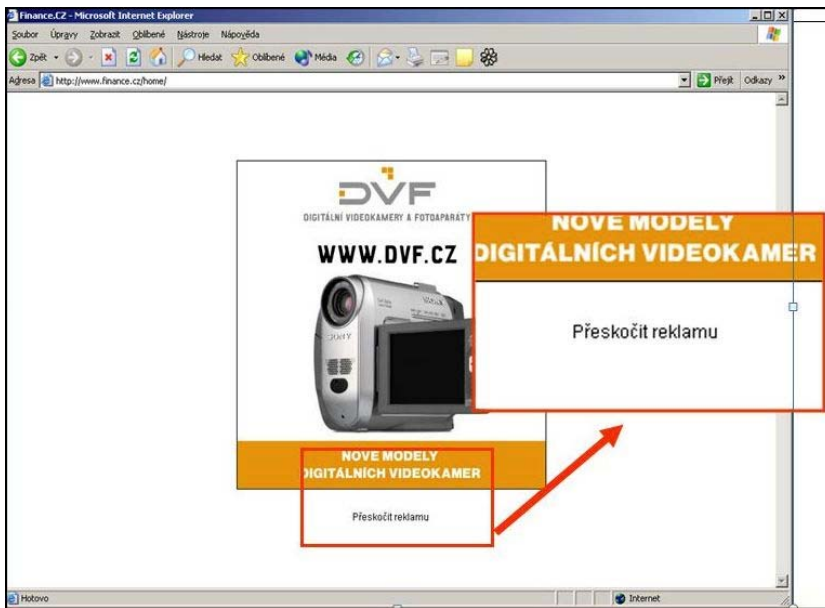 Finance.CZ - Microsoft Internet Explorer
Soubor Úpravy Zobrazit Oblíbené Nástroje Nápověda
Zpět Hledat Oblíbené Média
Adresa http://www.finance.cz/home/ Přejít Odkazy »
DVF
DIGITÁLNÍ VIDEOKAMERY A FOTOAPARÁTY
WWW.DVF.CZ
SONY
NOVE MODELY
DIGITÁLNÍCH VIDEOKAMER
Přeskočit reklamu
NOVE MODELY
DIGITÁLNÍCH VIDEOKAMER
Přeskočit reklamu
Hotovo Internet